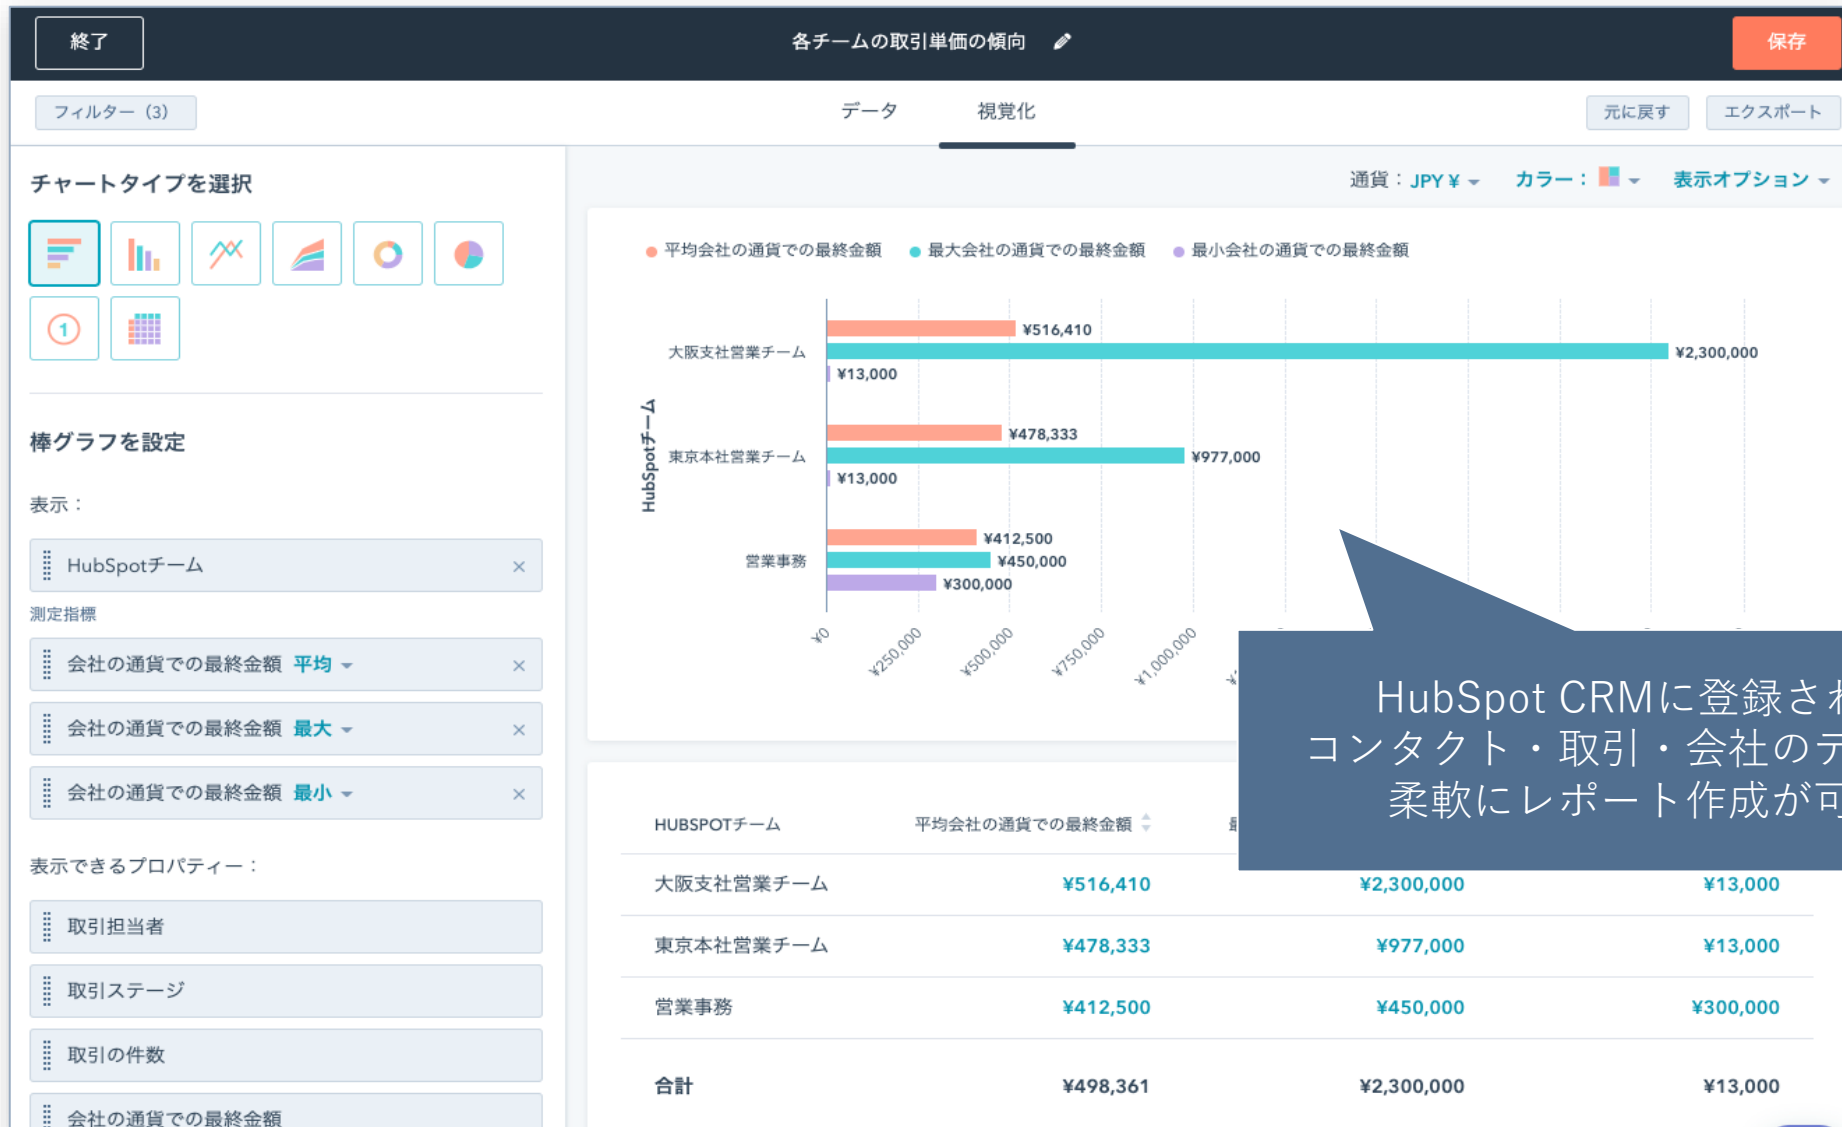 終了
各チームの取引単価の傾向
保存
フィルター (3)
データ
視覚化
元に戻す
エクスポート
チャートタイプを選択
1
棒グラフを設定
表示：
HubSpotチーム
測定指標
会社の通貨での最終金額 平均
会社の通貨での最終金額 最大
会社の通貨での最終金額 最小
表示できるプロパティー：
取引担当者
取引ステージ
取引の件数
会社の通貨での最終金額
通貨：JPY ¥
カラー：
表示オプション
平均会社の通貨での最終金額
最大会社の通貨での最終金額
最小会社の通貨での最終金額
HubSpotチーム
大阪支社営業チーム
¥516,410
¥2,300,000
¥13,000
東京本社営業チーム
¥478,333
¥977,000
¥13,000
営業事務
¥412,500
¥450,000
¥300,000
¥0
¥250,000
¥500,000
¥750,000
¥1,000,000
HubSpot CRMに登録され
コンタクト・取引・会社のデ
柔軟にレポート作成が可
HUBSPOTチーム 平均会社の通貨での最終金額
大阪支社営業チーム ¥516,410 ¥2,300,000 ¥13,000
東京本社営業チーム ¥478,333 ¥977,000 ¥13,000
営業事務 ¥412,500 ¥450,000 ¥300,000
合計 ¥498,361 ¥2,300,000 ¥13,000